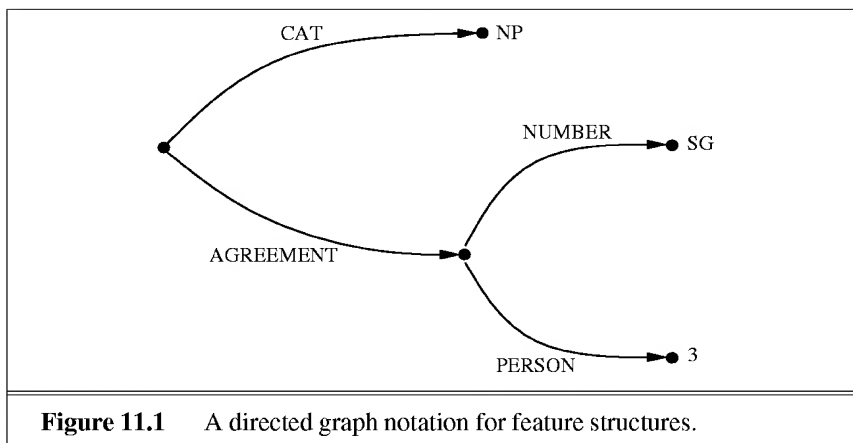 CAT
NP
NUMBER
SG
AGREEMENT
PERSON
3
Figure 11.1 A directed graph notation for feature structures.